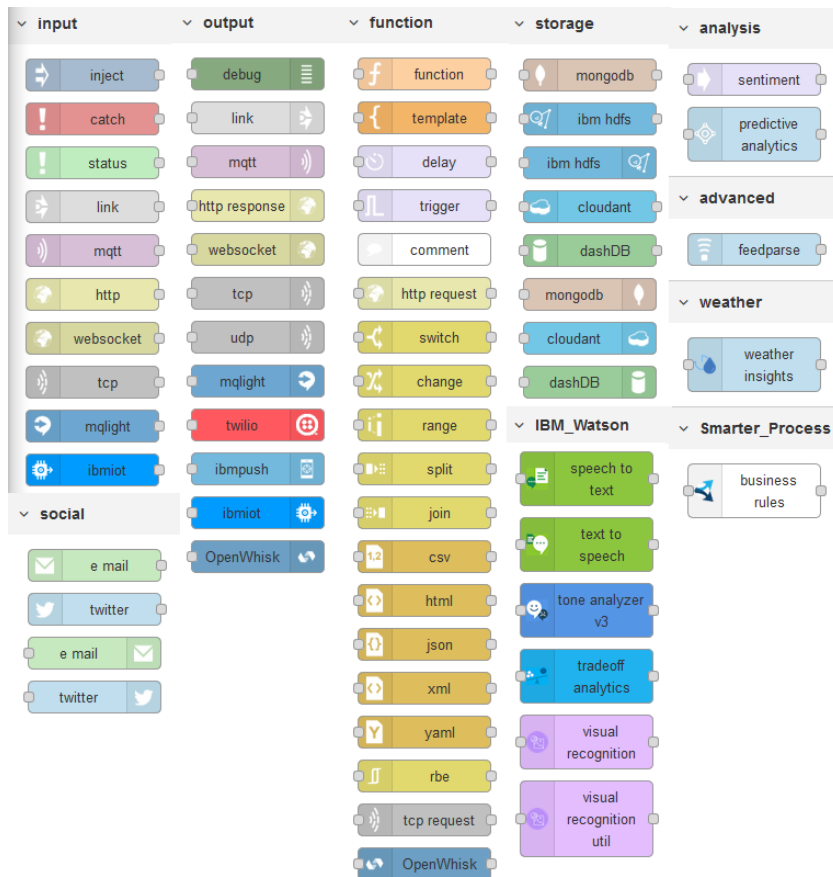 input
inject
catch
status
link
mqtt
http
websocket
tcp
mqlight
ibmiot
social
e mail
twitter
e mail
twitter
output
debug
link
mqtt
http response
websocket
tcp
udp
mqlight
twilio
ibmpush
ibmiot
OpenWhisk
function
function
template
delay
trigger
comment
http request
switch
change
range
split
join
1,2 csv
html
json
xml
Y yaml
rbe
tcp request
OpenWhisk
storage
mongodb
ibm hdfs
ibm hdfs
cloudant
dashDB
mongodb
cloudant
dashDB
IBM_Watson
speech to
text
text to
speech
tone analyzer
v3
tradeoff
analytics
visual
recognition
visual
recognition
util
analysis
sentiment
predictive
analytics
advanced
feedparse
weather
weather
insights
Smarter_Process
business
rules